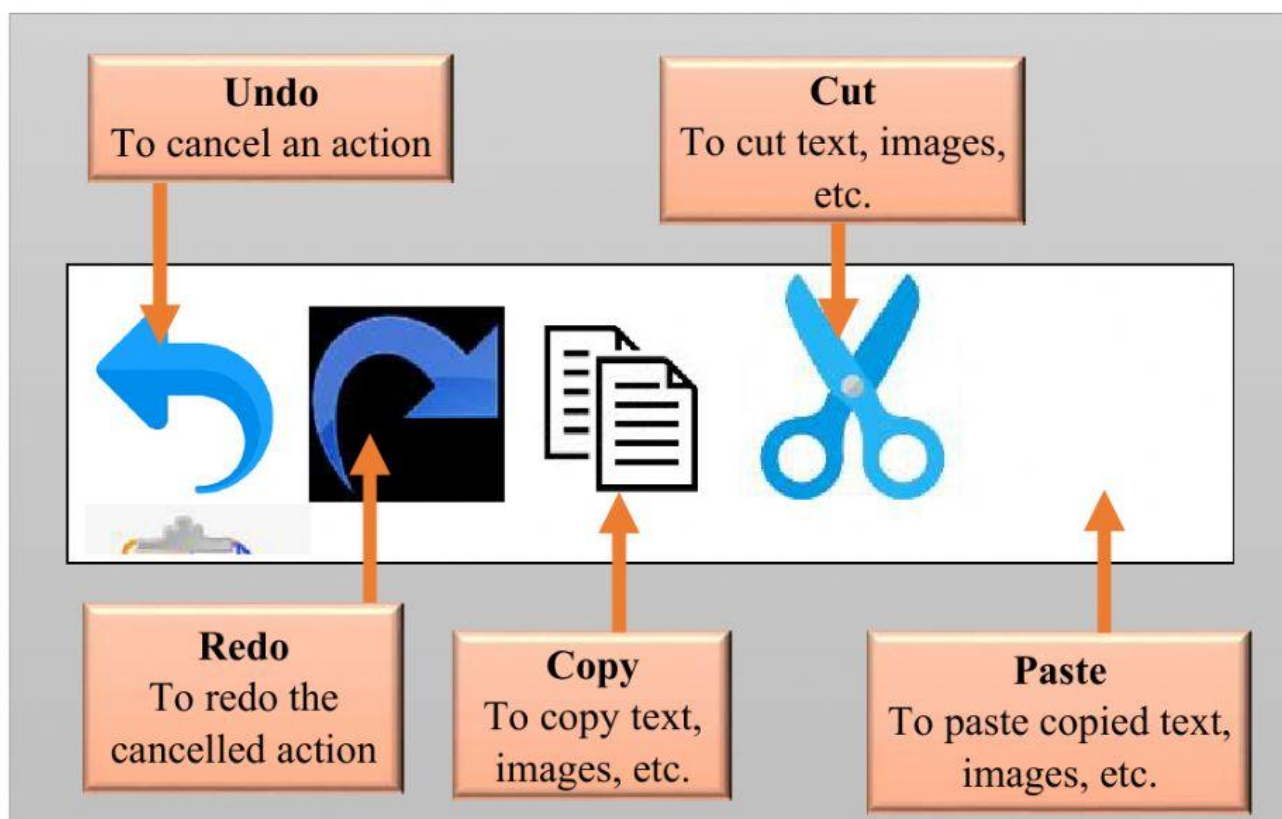 Undo
To cancel an action
Cut
To cut text, images,
etc.
Redo
To redo the
cancelled action
Copy
To copy text,
images, etc.
Paste
To paste copied text,
images, etc.